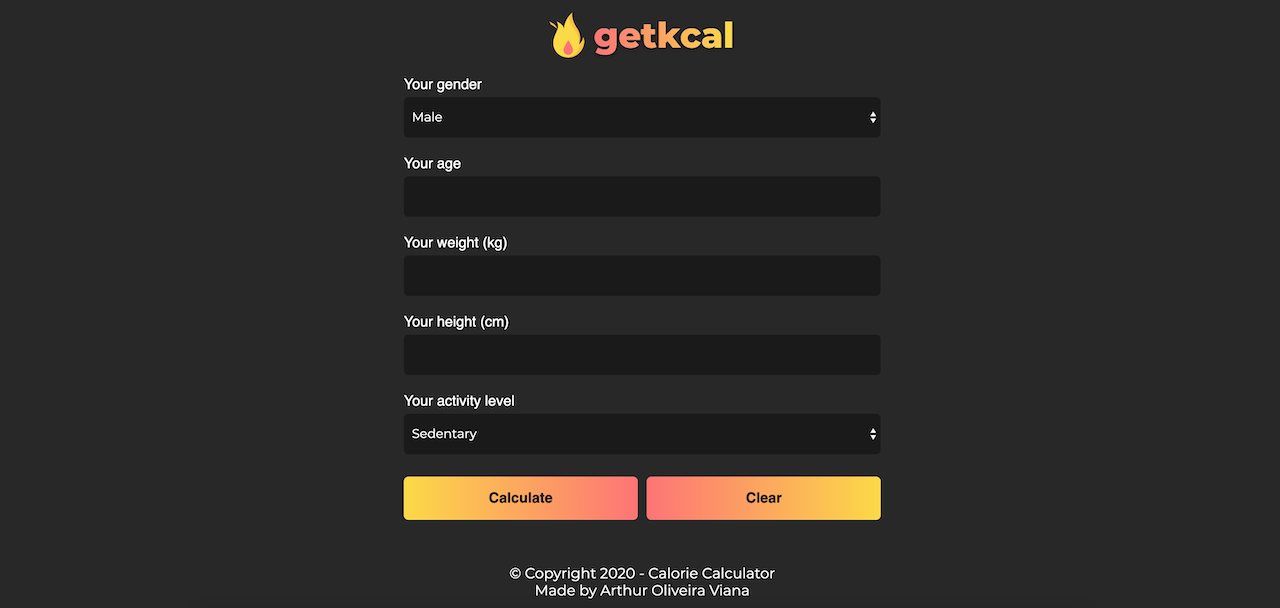 getkcal
Your gender
Male
Your age
Your weight (kg)
Your height (cm)
Your activity level
Sedentary
Calculate
Clear
© Copyright 2020 - Calorie Calculator
Made by Arthur Oliveira Viana